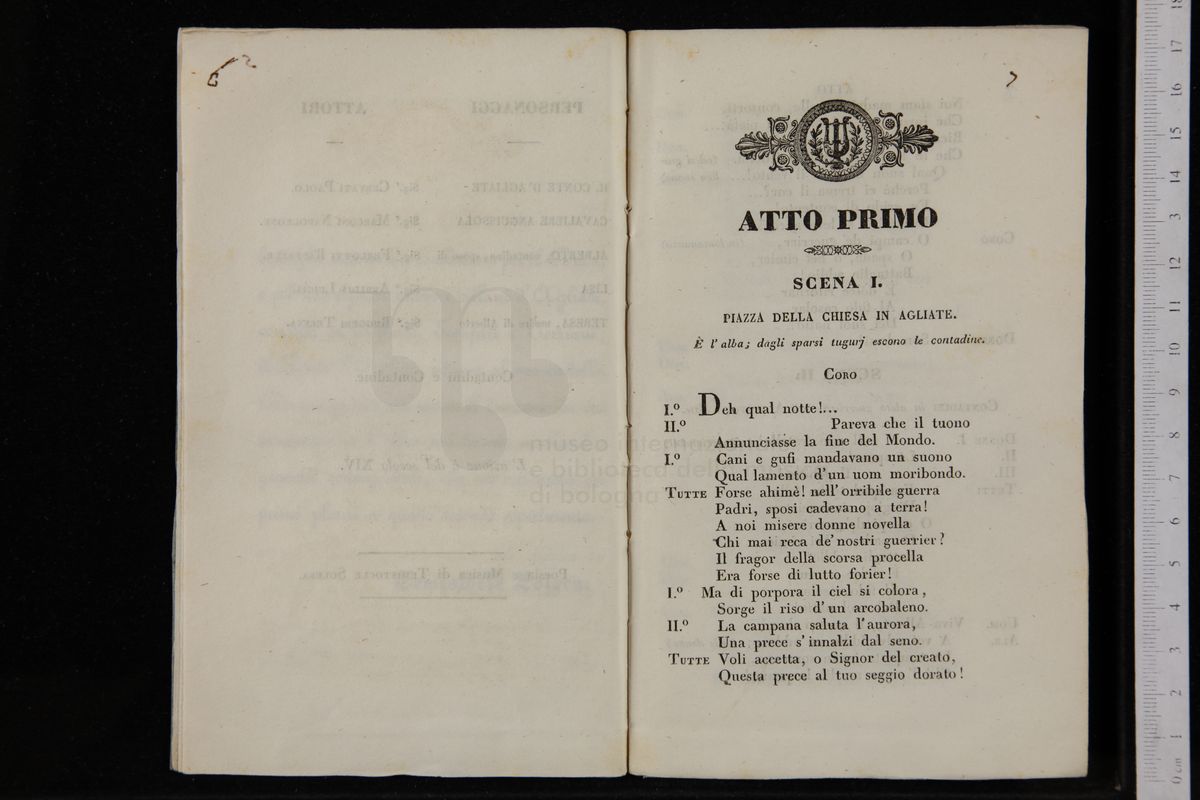 6
7
ATTO PRIMO
SCENA I.
PIAZZA DELLA CHIESA IN AGLIATE.
È l'alba; dagli sparsi tugurj escono le contadine.
CORO
I.º Deh qual notte!...
II.º Pareva che il tuono
Annunciasse la fine del Mondo.
I.º Cani e gufi mandavano un suono
Qual lamento d'un uom moribondo.
TUTTE Forse ahimè! nell'orribile guerra
Padri, sposi cadevano a terra!
A noi misere donne novella
Chi mai reca de' nostri guerrier?
Il fragor della scorsa procella
Era forse di lutto forier!
I.º Ma di porpora il ciel si colora,
Sorge il riso d'un arcobaleno.
II.º La campana saluta l'aurora,
Una prece s'innalzi dal seno.
TUTTE Voli accetta, o Signor del creato,
Questa prece al tuo seggio dorato!
museo interna
e biblioteca del
di bologna